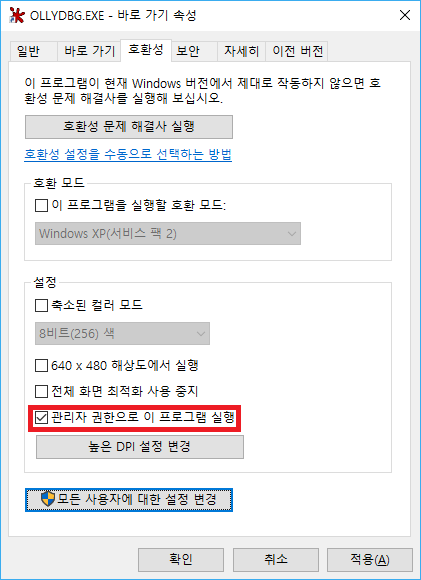 OLLYDBG.EXE - 바로 가기 속성
일반 바로 가기 호환성 보안 자세히 이전 버전
이 프로그램이 현재 Windows 버전에서 제대로 작동하지 않으면 호
환성 문제 해결사를 실행해 보십시오.
호환성 문제 해결사 실행
호환성 설정을 수동으로 선택하는 방법
호환 모드
이 프로그램을 실행할 호환 모드:
Windows XP(서비스 팩 2)
설정
축소된 컬러 모드
8비트(256) 색
640 x 480 해상도에서 실행
전체 화면 최적화 사용 중지
관리자 권한으로 이 프로그램 실행
높은 DPI 설정 변경
모든 사용자에 대한 설정 변경
확인 취소 적용(A)